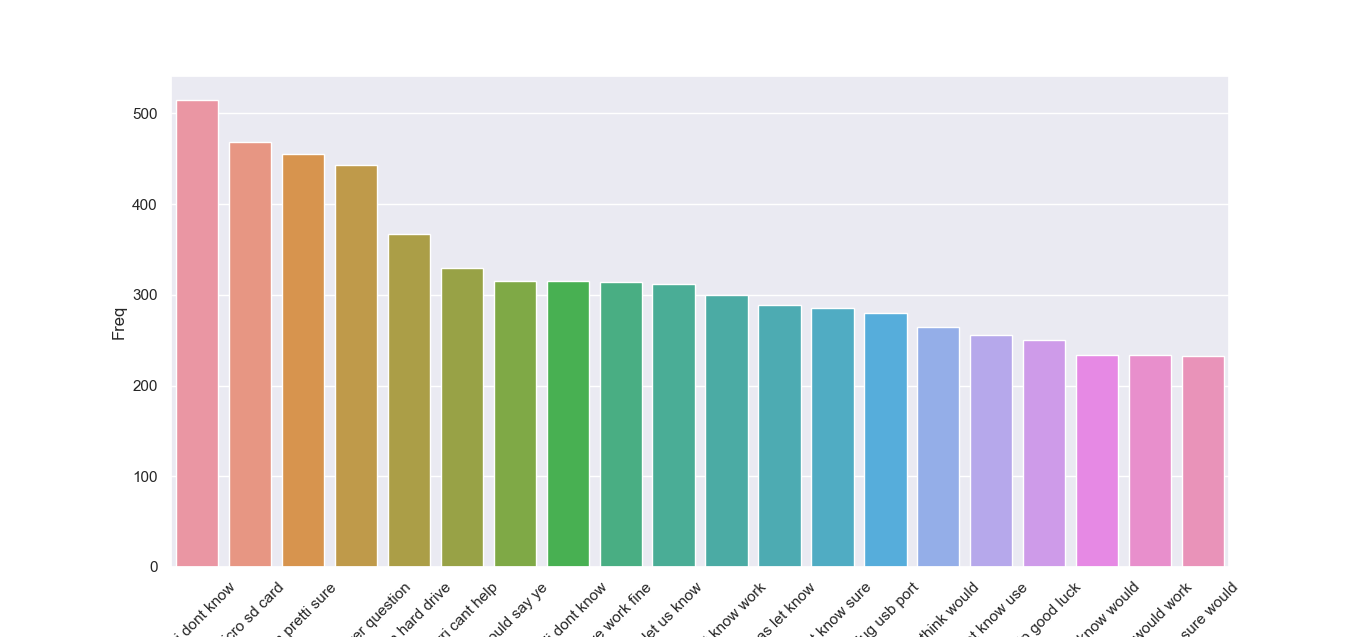 500
400
300
200
100
0
Freq
i dont know
sd card
pretti sure
question
hard drive
cant help
say ye
dont know
work fine
let us know
know work
let know
know sure
usb port
think would
know use
good luck
know would
would work
sure would